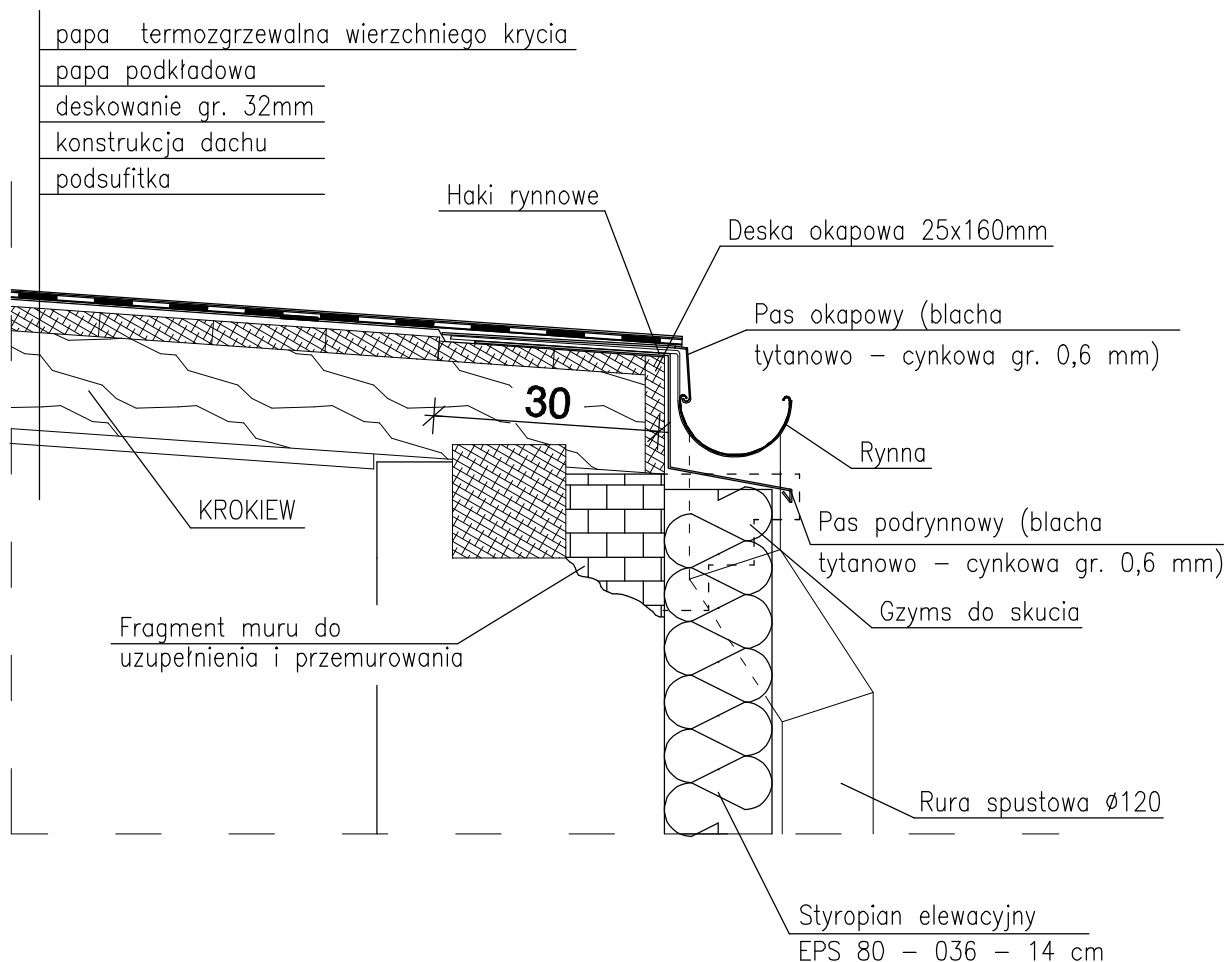 papa termozgrzewalna wierzchniego krycia
papa podkładowa
deskowanie gr. 32mm
konstrukcja dachu
podsufitka
Haki rynnowe
Deska okapowa 25x160mm
Pas okapowy (blacha
tytanowo – cynkowa gr. 0,6 mm)
30
Rynna
KROKIEW
Pas podrynnowy (blacha
tytanowo – cynkowa gr. 0,6 mm)
Gzyms do skucia
Fragment muru do
uzupełnienia i przemurowania
Rura spustowa ø120
Styropian elewacyjny
EPS 80 – 036 – 14 cm